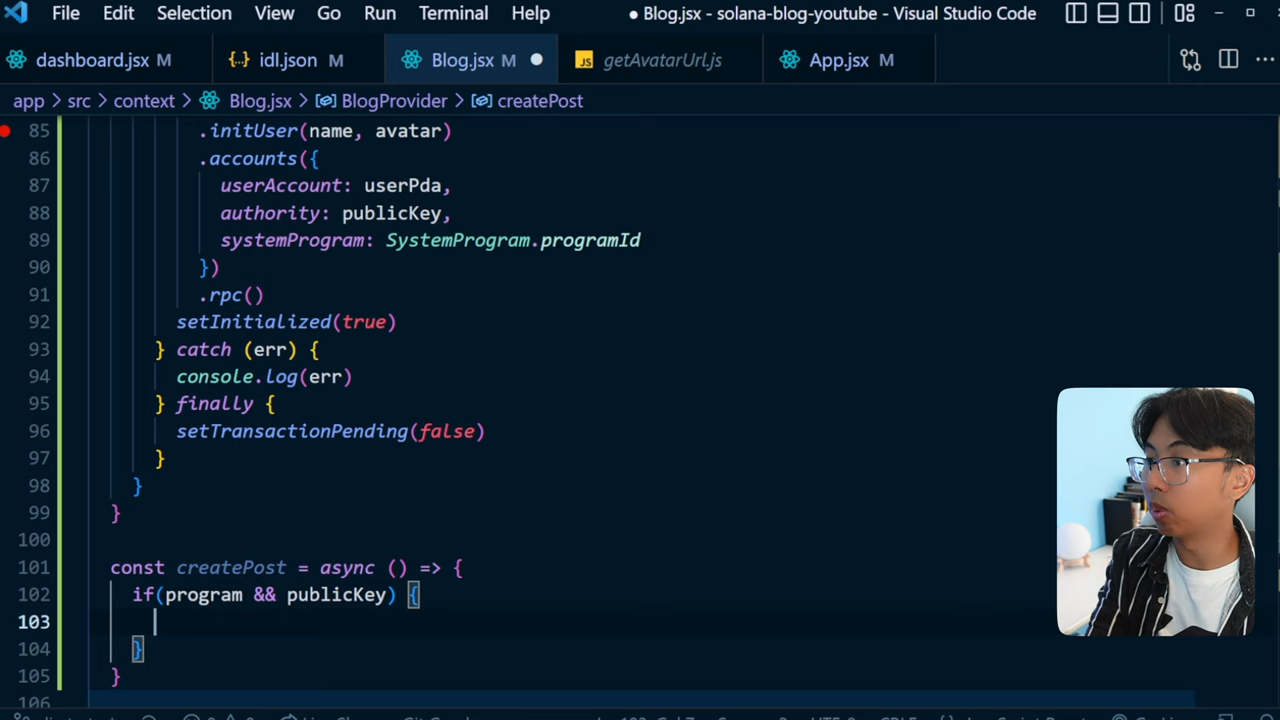 File Edit Selection View Go Run Terminal Help ● Blog.jsx - solana-blog-youtube - Visual Studio Code
dashboard.jsx M {..} idl.json M Blog.jsx M JS getAvatarUrl.js App.jsx M
app > src > context > Blog.jsx > BlogProvider > createPost
85 .initUser(name, avatar)
86 .accounts({
87 userAccount: userPda,
88 authority: publicKey,
89 systemProgram: SystemProgram.programId
90 })
91 .rpc()
92 setInitialized(true)
93 } catch (err) {
94 console.log(err)
95 } finally {
96 setTransactionPending(false)
97 }
98 }
99 }
100
101 const createPost = async () => {
102 if(program && publicKey) {
103
104 }
105 }
106